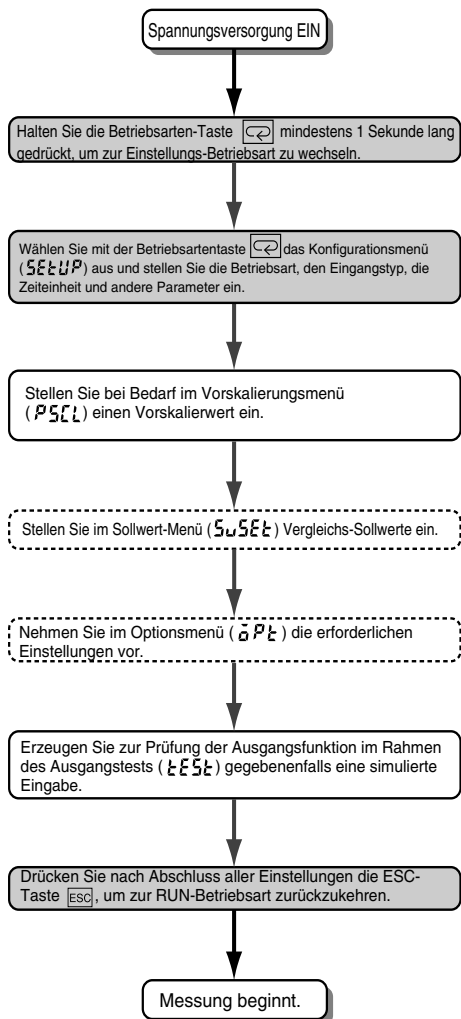 Spannungsversorgung EIN
Halten Sie die Betriebsarten-Taste mindestens 1 Sekunde lang
gedrückt, um zur Einstellungs-Betriebsart zu wechseln.
Wählen Sie mit der Betriebsartentaste das Konfigurationsmenü
(SEtUP) aus und stellen Sie die Betriebsart, den Eingangstyp, die
Zeiteinheit und andere Parameter ein.
Stellen Sie bei Bedarf im Vorskalierungsmenü
(PSCL) einen Vorskalierwert ein.
Stellen Sie im Sollwert-Menü (SvSEt) Vergleichs-Sollwerte ein.
Nehmen Sie im Optionsmenü (oPt) die erforderlichen
Einstellungen vor.
Erzeugen Sie zur Prüfung der Ausgangsfunktion im Rahmen
des Ausgangstests (tESt) gegebenenfalls eine simulierte
Eingabe.
Drücken Sie nach Abschluss aller Einstellungen die ESC-
Taste ESC, um zur RUN-Betriebsart zurückzukehren.
Messung beginnt.